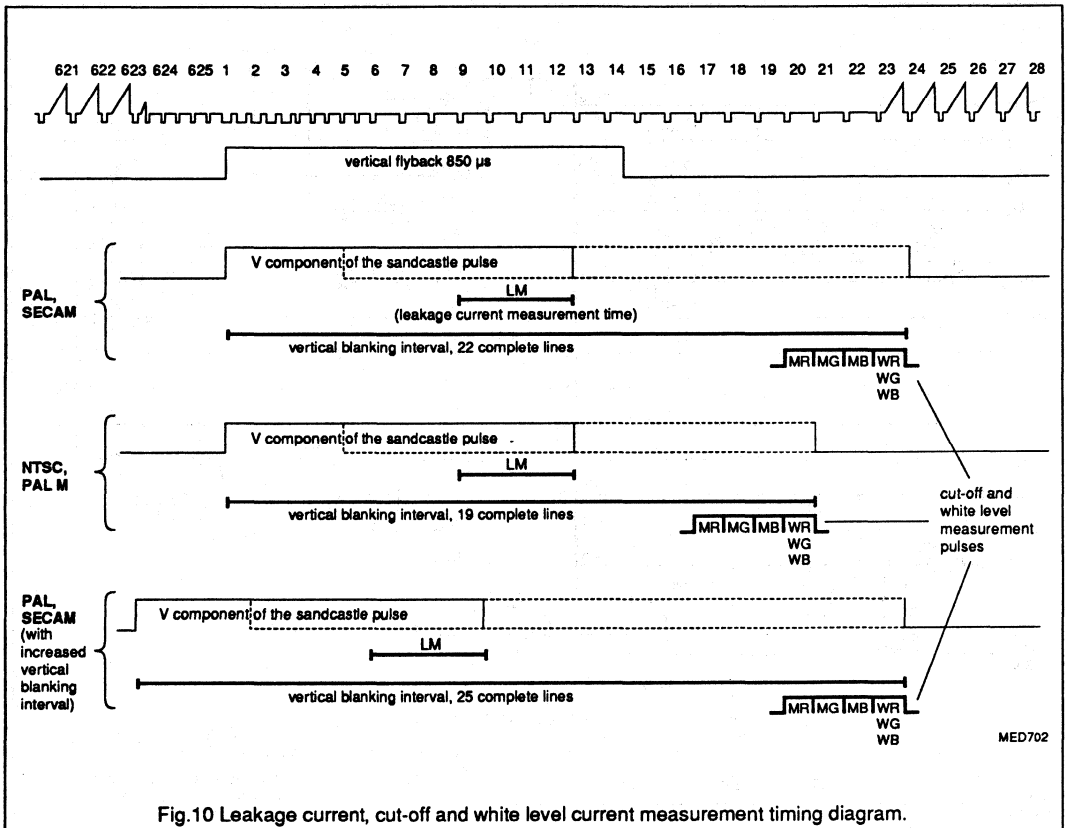 621 622 623 624 625 1 2 3 4 5 6 7 8 9 10 11 12 13 14 15 16 17 18 19 20 21 22 23 24 25 26 27 28
vertical flyback 850 µs
PAL,
SECAM
V component of the sandcastle pulse
LM
(leakage current measurement time)
vertical blanking interval, 22 complete lines
MR MG MB WR
WG
WB
NTSC,
PAL M
V component of the sandcastle pulse
LM
vertical blanking interval, 19 complete lines
MR MG MB WR
WG
WB
cut-off and
white level
measurement
pulses
PAL,
SECAM
(with
increased
vertical
blanking
interval)
V component of the sandcastle pulse
LM
vertical blanking interval, 25 complete lines
MR MG MB WR
WG
WB
MED702
Fig.10 Leakage current, cut-off and white level current measurement timing diagram.